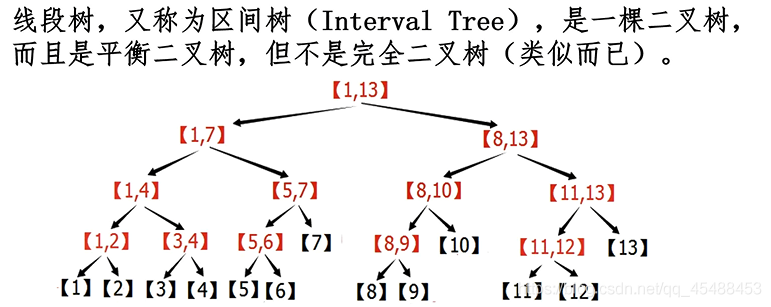 线段树，又称为区间树（Interval Tree），是一棵二叉树，
而且是平衡二叉树，但不是完全二叉树（类似而已）。
【1,13】
【1,7】 【8,13】
【1,4】 【5,7】 【8,10】 【11,13】
【1,2】 【3,4】 【5,6】 【7】 【8,9】 【10】 【11,12】 【13】
【1】 【2】 【3】 【4】 【5】 【6】 【8】 【9】 【11】 【12】
csdn.net/qq_45488453